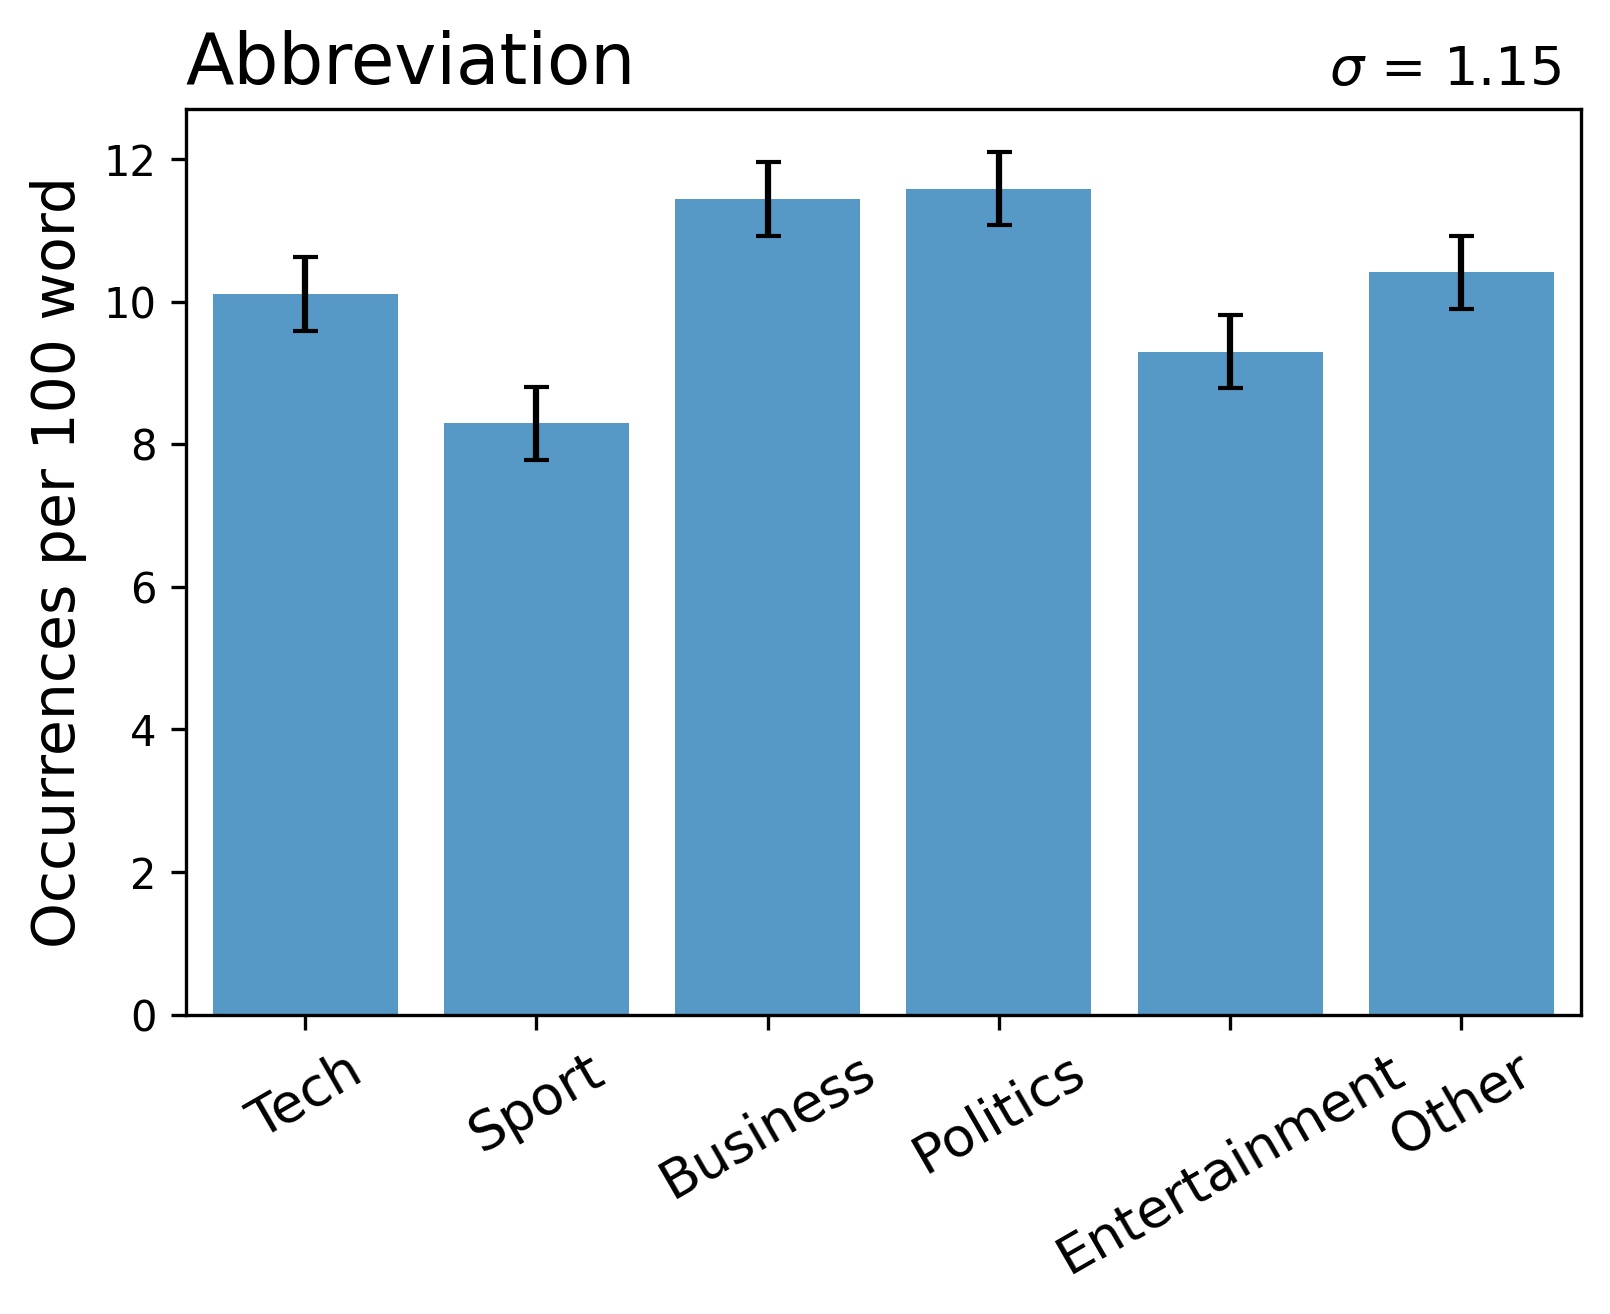 Abbreviation
σ = 1.15
Occurrences per 100 word
12
10
8
6
4
2
0
Tech
Sport
Business
Politics
Entertainment
Other